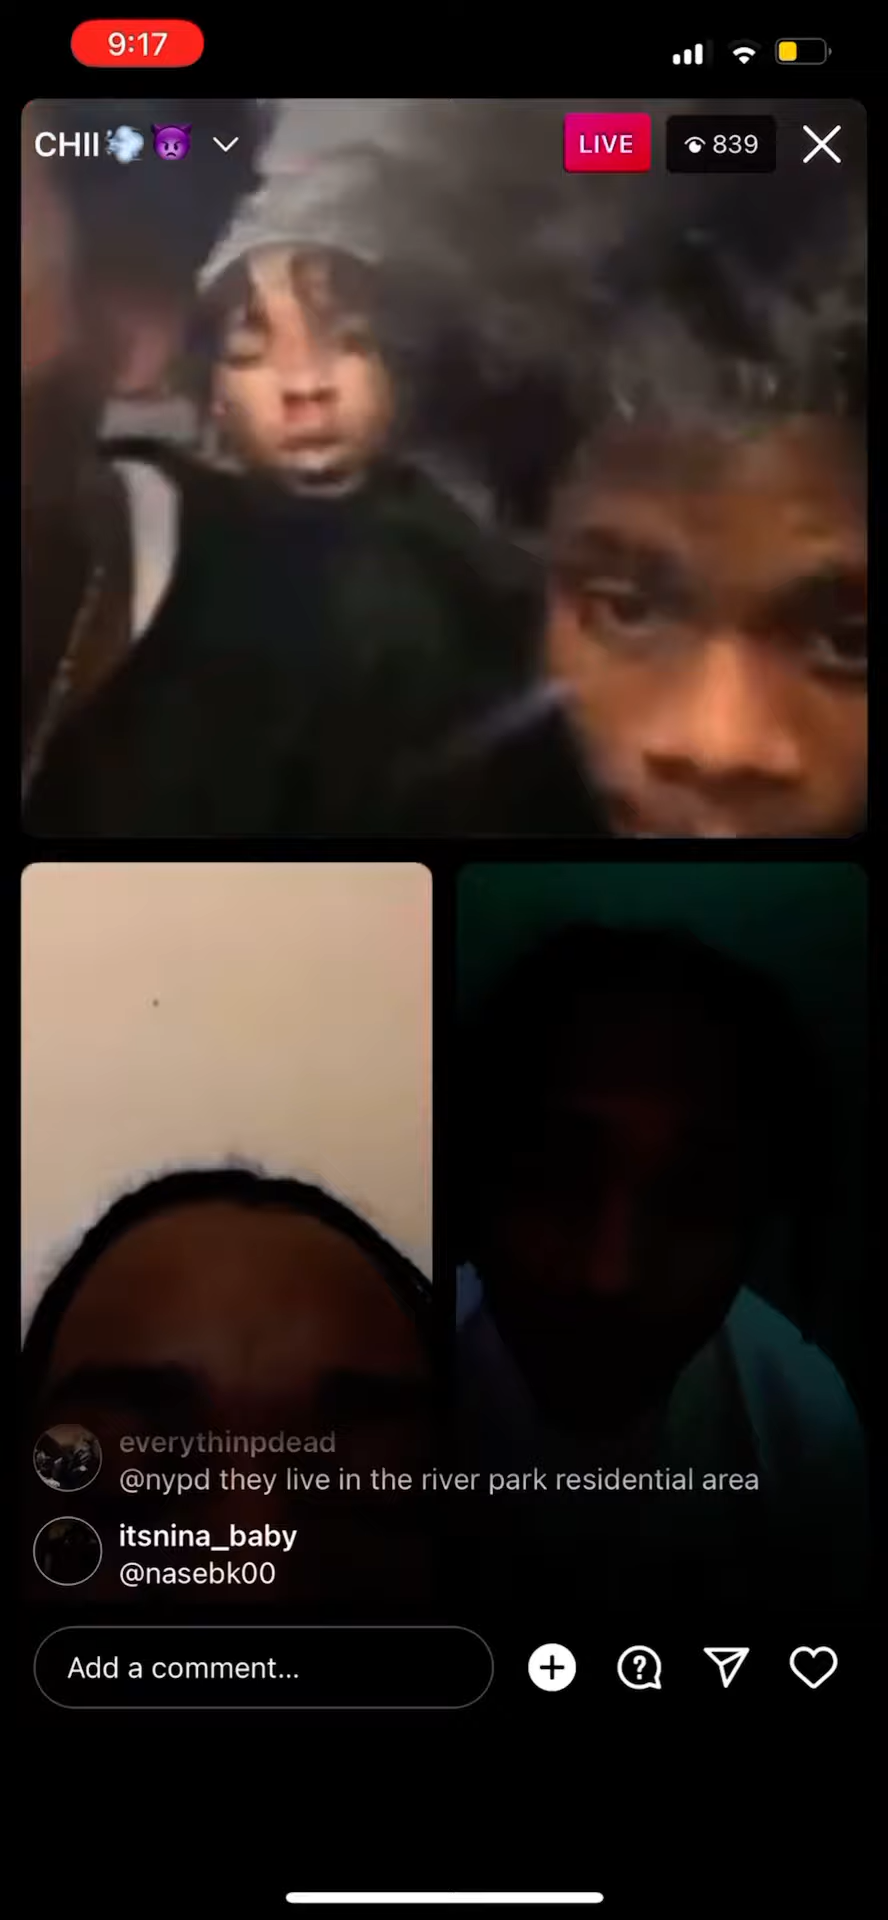 9:17
CHII💨😈 LIVE 839
everythinpdead
@nypd they live in the river park residential area
itsnina_baby
@nasebk00
Add a comment...